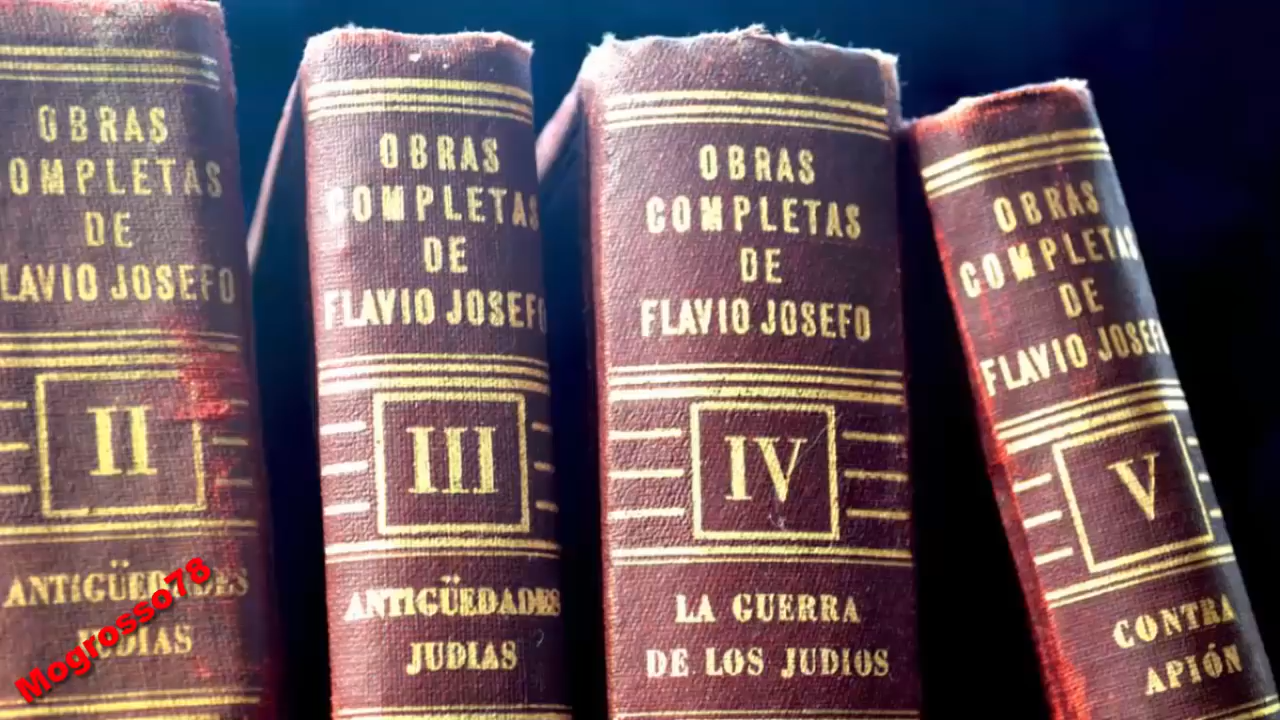 OBRAS
COMPLETAS
DE
FLAVIO JOSEFO
II
ANTIGÜEDADES
JUDIAS
OBRAS
COMPLETAS
DE
FLAVIO JOSEFO
III
ANTIGÜEDADES
JUDIAS
OBRAS
COMPLETAS
DE
FLAVIO JOSEFO
IV
LA GUERRA
DE LOS JUDIOS
OBRAS
COMPLETAS
DE
FLAVIO JOSEFO
V
CONTRA
APIÓN
Mogrosso78